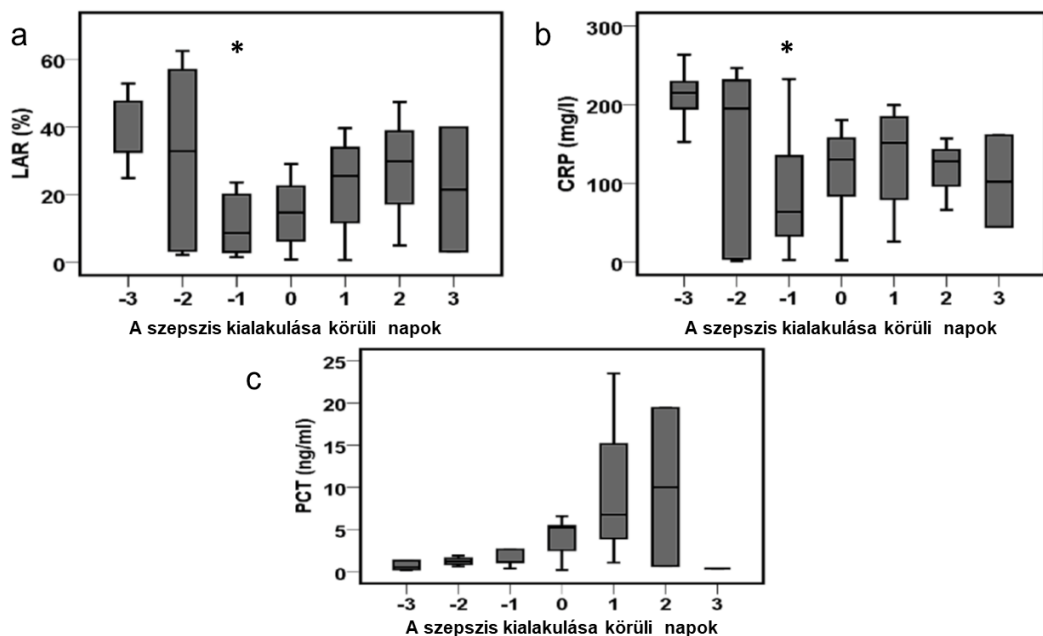 a
LAR (%)
60
40
20
0
*
-3 -2 -1 0 1 2 3
A szepszis kialakulása körüli napok
b
CRP (mg/l)
300
200
100
0
*
-3 -2 -1 0 1 2 3
A szepszis kialakulása körüli napok
c
PCT (ng/ml)
25
20
15
10
5
0
-3 -2 -1 0 1 2 3
A szepszis kialakulása körüli napok